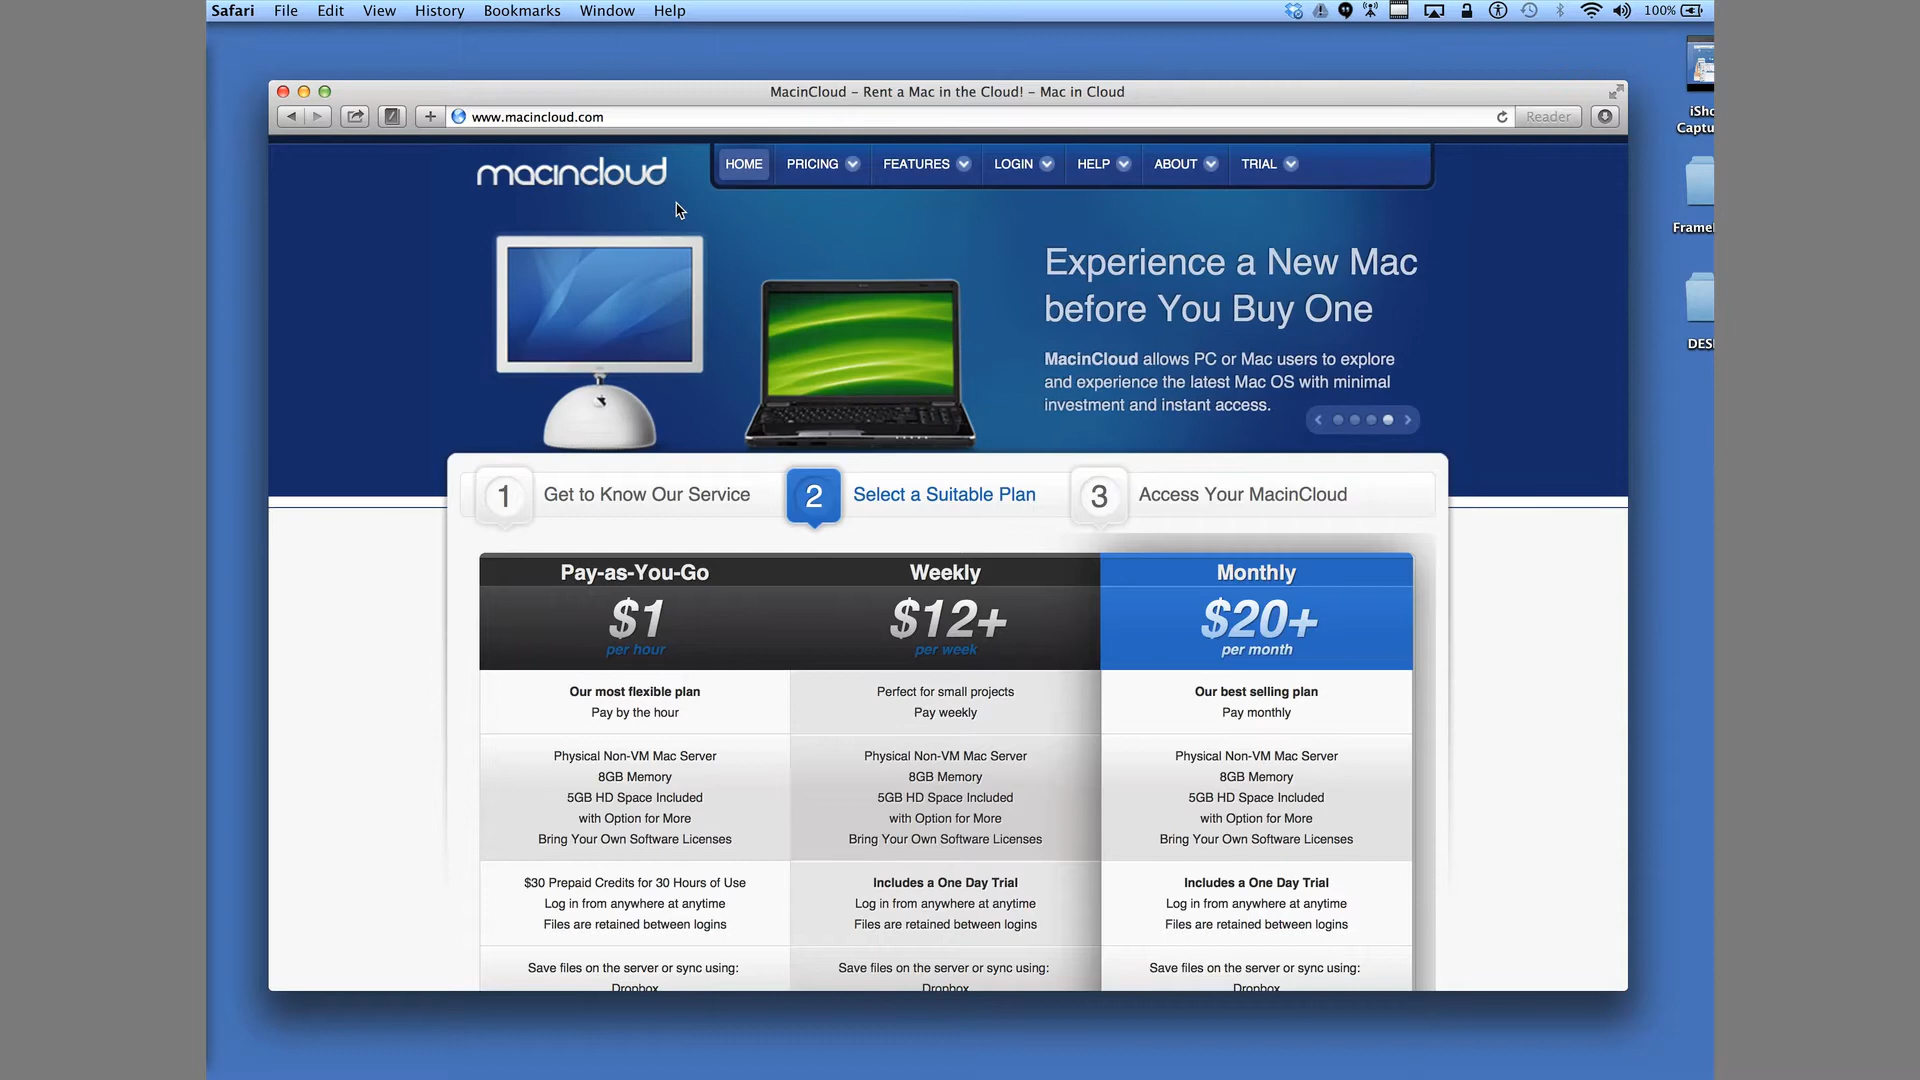 Safari File Edit View History Bookmarks Window Help 100%
MacinCloud – Rent a Mac in the Cloud! – Mac in Cloud
www.macincloud.com Reader
macincloud HOME PRICING FEATURES LOGIN HELP ABOUT TRIAL
Experience a New Mac
before You Buy One
MacinCloud allows PC or Mac users to explore
and experience the latest Mac OS with minimal
investment and instant access.
1 Get to Know Our Service 2 Select a Suitable Plan 3 Access Your MacinCloud
Pay-as-You-Go Weekly Monthly
$1 $12+ $20+
per hour per week per month
Our most flexible plan Perfect for small projects Our best selling plan
Pay by the hour Pay weekly Pay monthly
Physical Non-VM Mac Server Physical Non-VM Mac Server Physical Non-VM Mac Server
8GB Memory 8GB Memory 8GB Memory
5GB HD Space Included 5GB HD Space Included 5GB HD Space Included
with Option for More with Option for More with Option for More
Bring Your Own Software Licenses Bring Your Own Software Licenses Bring Your Own Software Licenses
$30 Prepaid Credits for 30 Hours of Use Includes a One Day Trial Includes a One Day Trial
Log in from anywhere at anytime Log in from anywhere at anytime Log in from anywhere at anytime
Files are retained between logins Files are retained between logins Files are retained between logins
Save files on the server or sync using: Save files on the server or sync using: Save files on the server or sync using:
Dropbox Dropbox Dropbox
iSho
Captu
Frame
DES